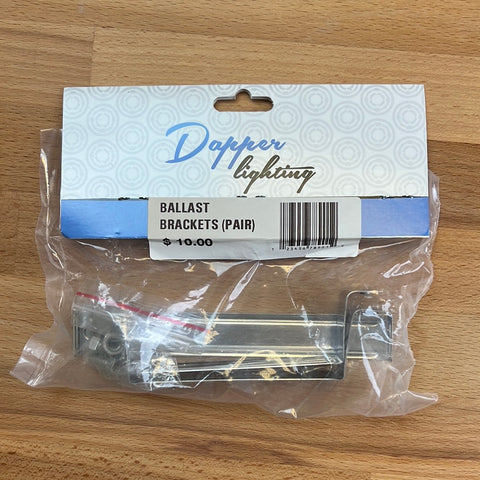 Dapper
lighting
BALLAST
BRACKETS (PAIR)
$ 10.00